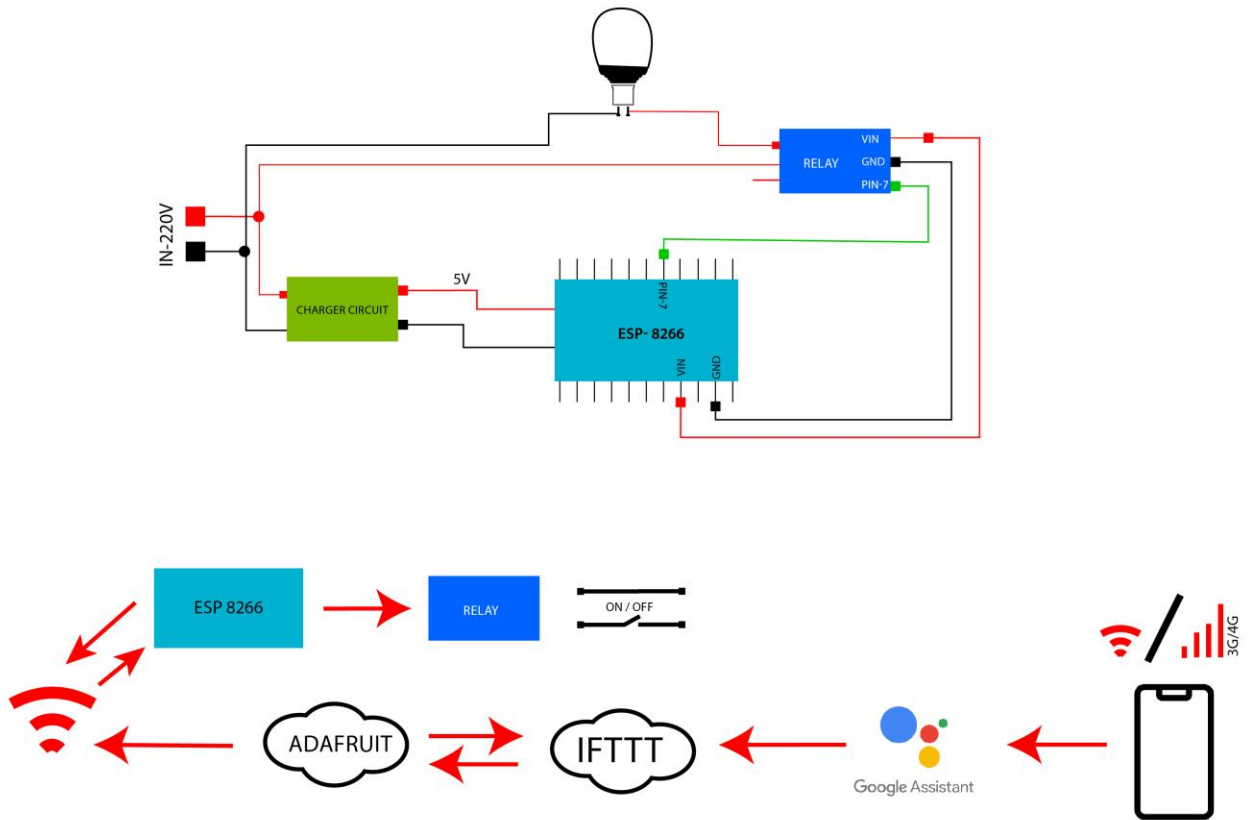 VIN
RELAY
GND
PIN-7
IN-220V
5V
CHARGER CIRCUIT
PIN-7
ESP- 8266
VIN
GND
ESP 8266
RELAY
ON / OFF
3G/4G
ADAFRUIT
IFTTT
Google Assistant